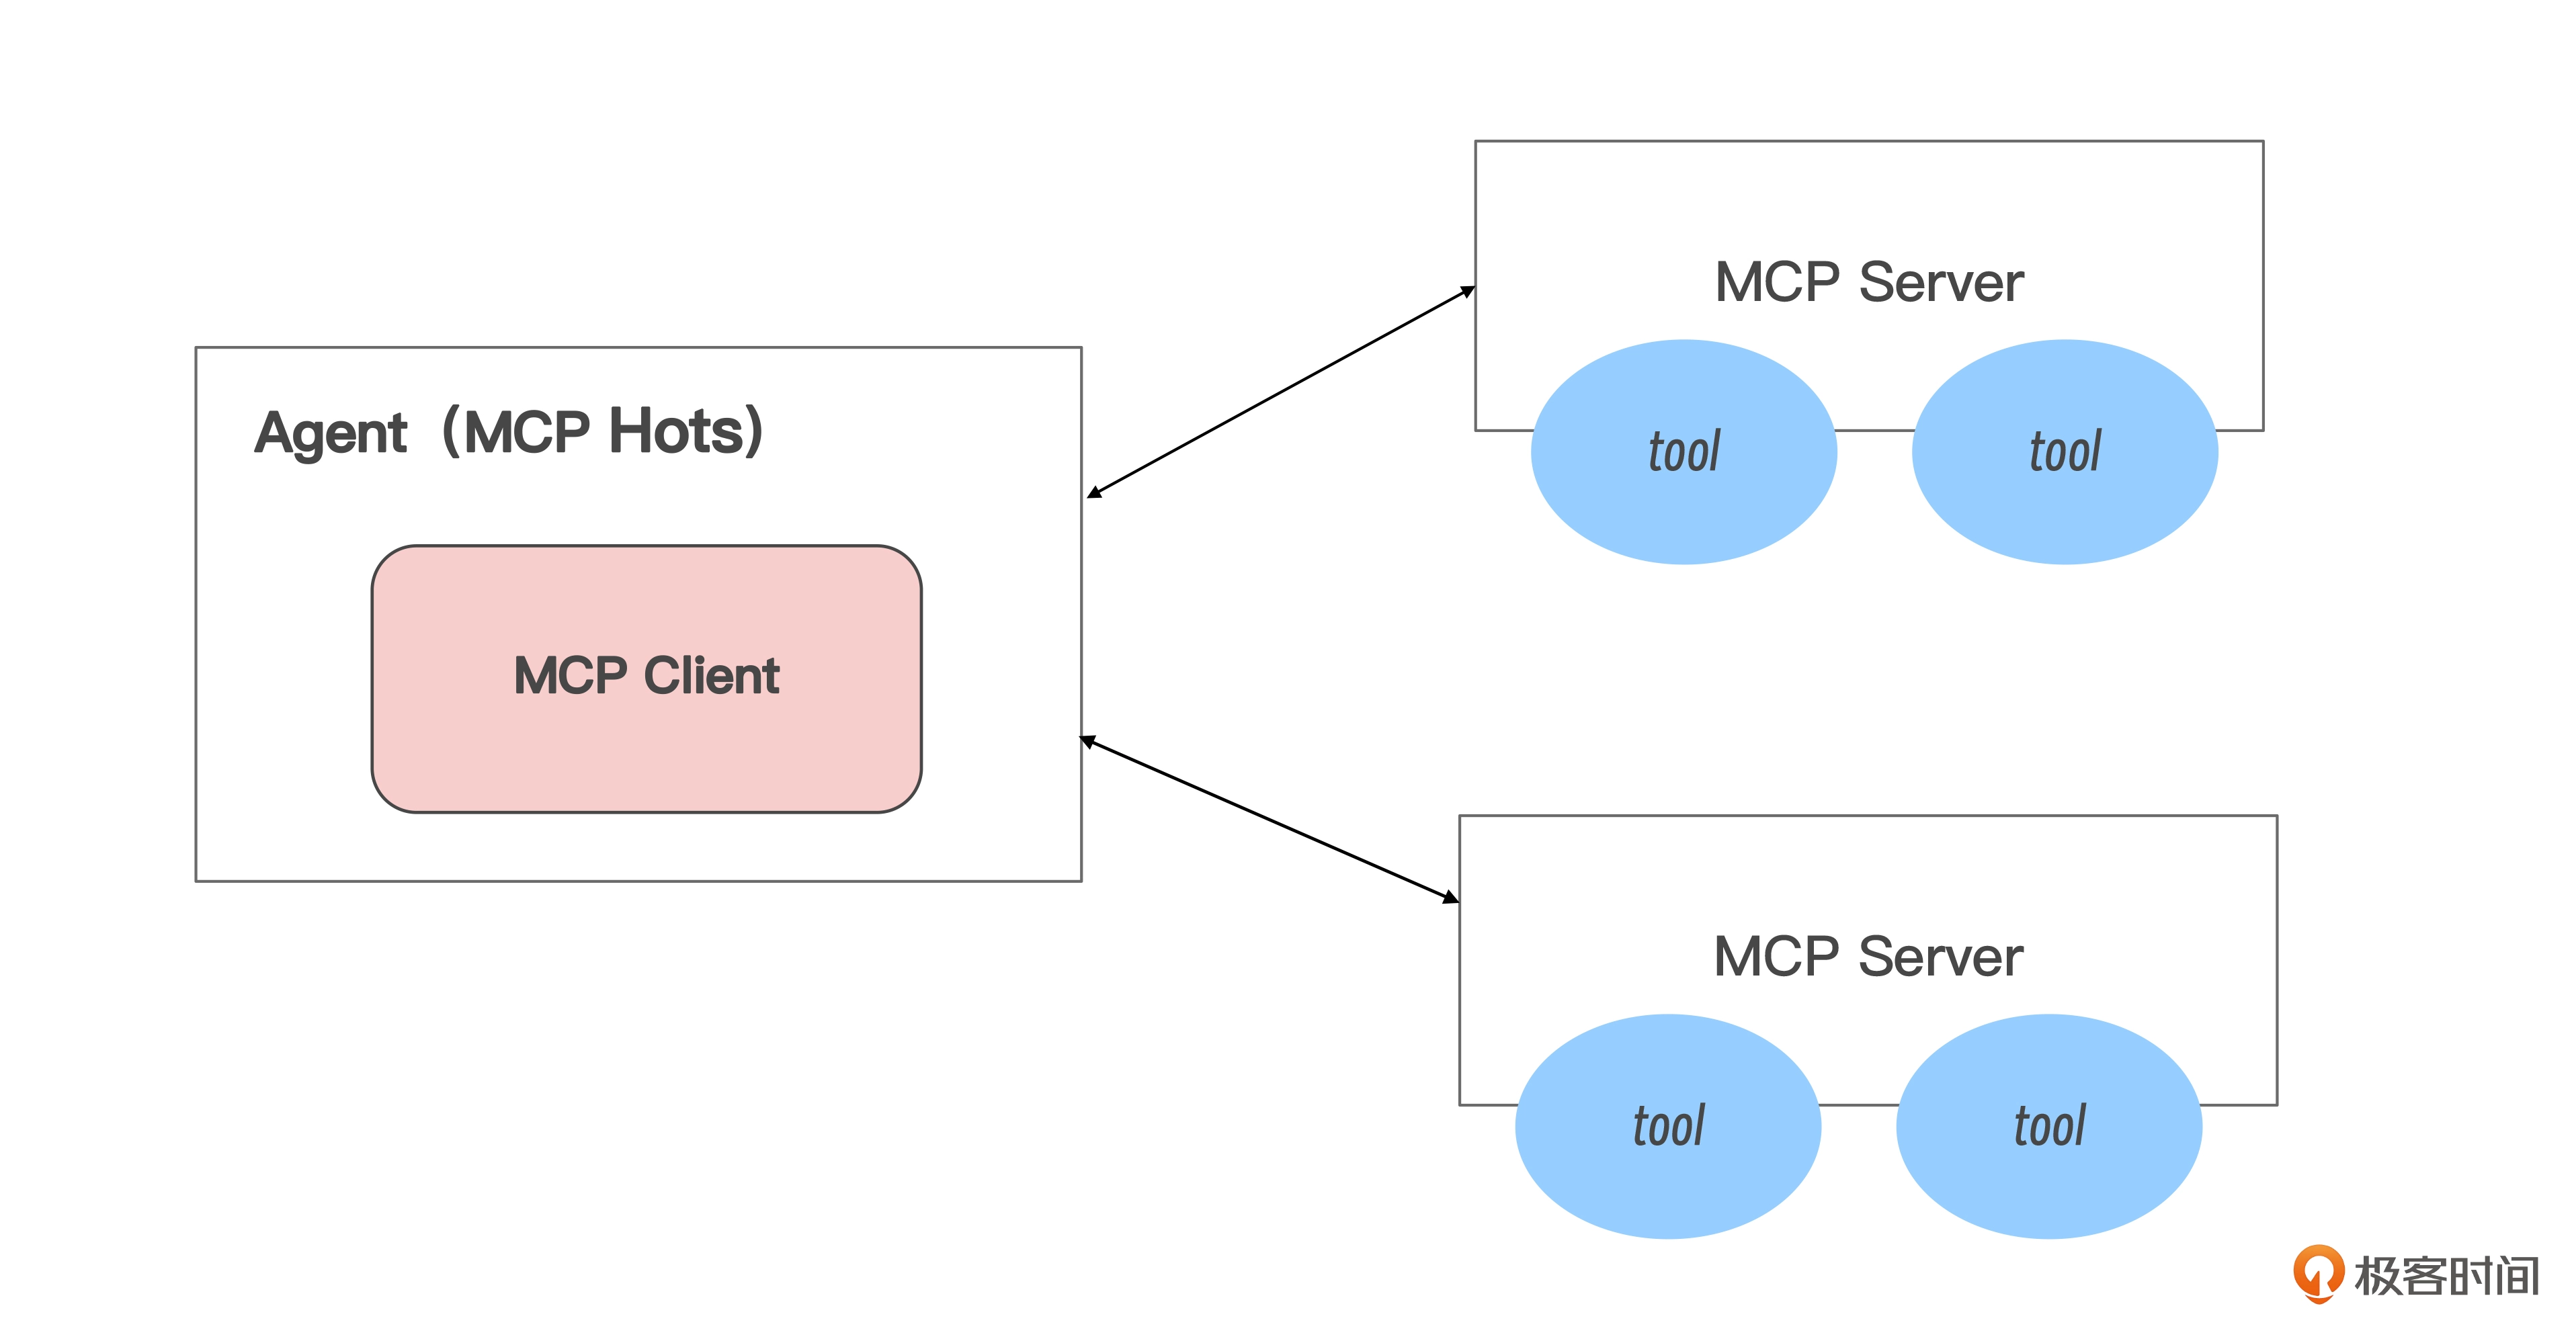 Agent（MCP Hots）
MCP Client
MCP Server
tool
tool
MCP Server
tool
tool
极客时间